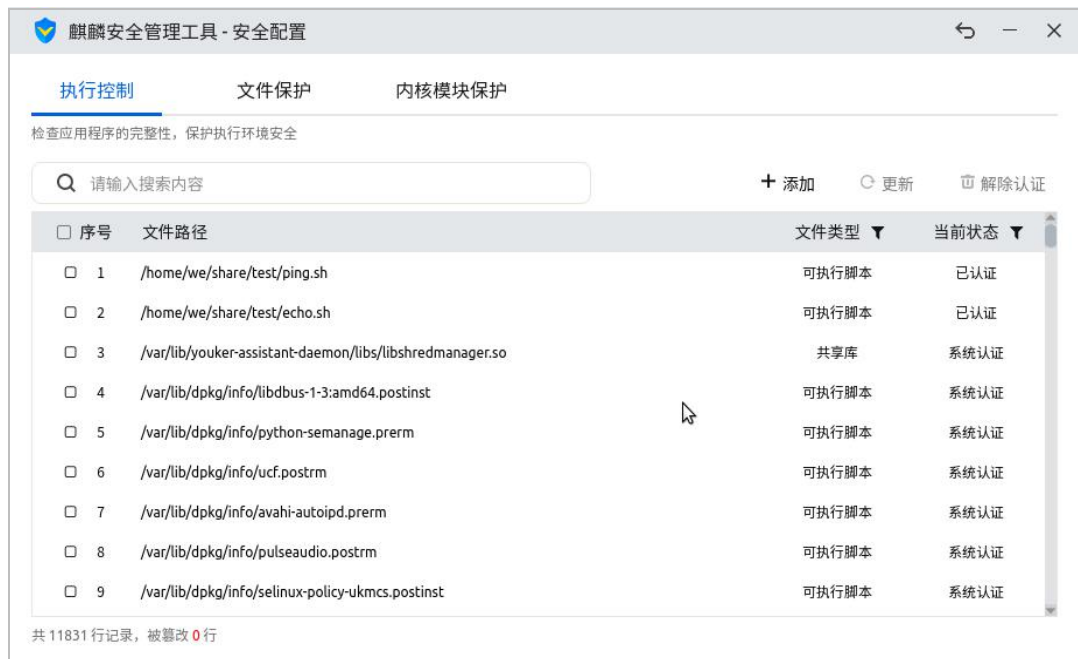 麒麟安全管理工具 - 安全配置
执行控制 文件保护 内核模块保护
检查应用程序的完整性，保护执行环境安全
请输入搜索内容 添加 更新 解除认证
序号 文件路径 文件类型 当前状态
1 /home/we/share/test/ping.sh 可执行脚本 已认证
2 /home/we/share/test/echo.sh 可执行脚本 已认证
3 /var/lib/youker-assistant-daemon/libs/libshredmanager.so 共享库 系统认证
4 /var/lib/dpkg/info/libdbus-1-3:amd64.postinst 可执行脚本 系统认证
5 /var/lib/dpkg/info/python-semanage.prerm 可执行脚本 系统认证
6 /var/lib/dpkg/info/ucf.postrm 可执行脚本 系统认证
7 /var/lib/dpkg/info/avahi-autoipd.prerm 可执行脚本 系统认证
8 /var/lib/dpkg/info/pulseaudio.postrm 可执行脚本 系统认证
9 /var/lib/dpkg/info/selinux-policy-ukmcs.postinst 可执行脚本 系统认证
共 11831 行记录，被篡改 0 行